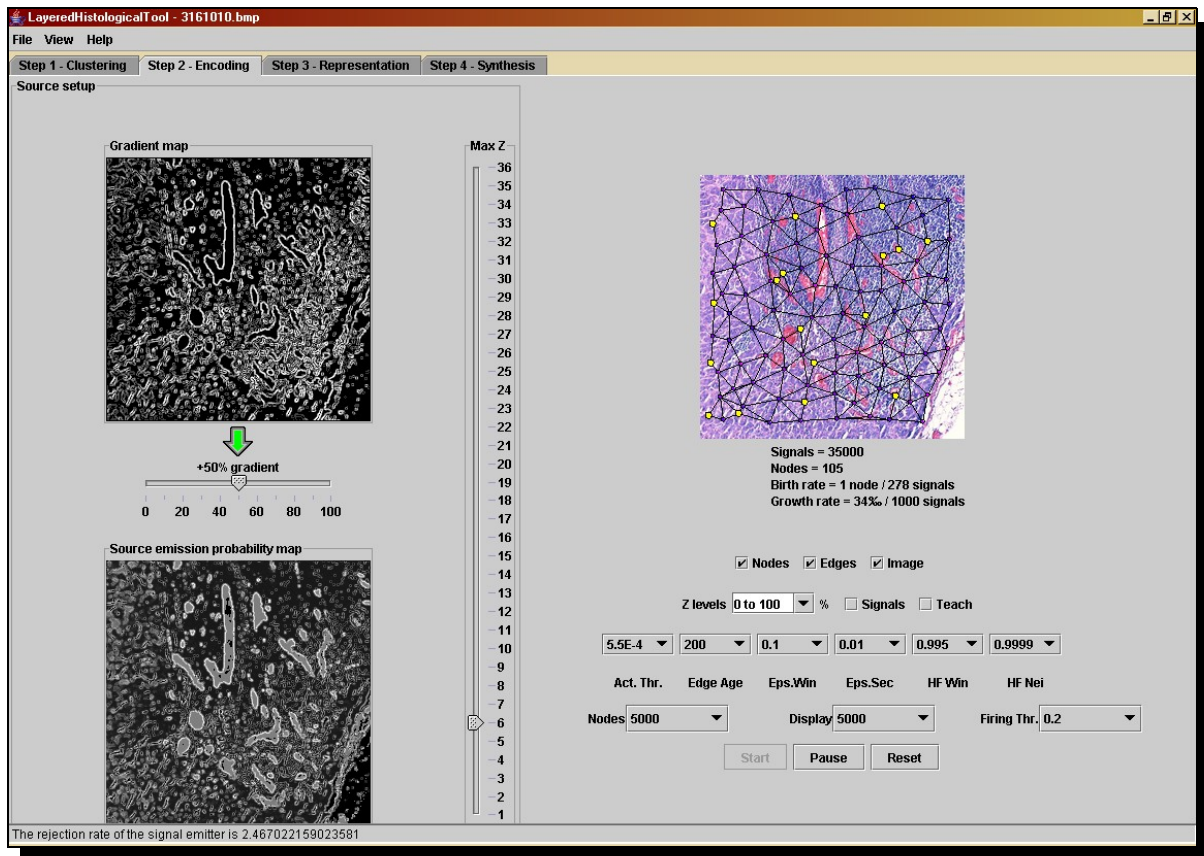 LayeredHistologicalTool - 3161010.bmp
File View Help
Step 1 - Clustering Step 2 - Encoding Step 3 - Representation Step 4 - Synthesis
Source setup
Gradient map
+50% gradient
0 20 40 60 80 100
Source emission probability map
Max Z
36
35
34
33
32
31
30
29
28
27
26
25
24
23
22
21
20
19
18
17
16
15
14
13
12
11
10
9
8
7
6
5
4
3
2
1
Signals = 35000
Nodes = 105
Birth rate = 1 node / 278 signals
Growth rate = 34‰ / 1000 signals
Nodes Edges Image
Z levels 0 to 100 % Signals Teach
5.5E-4 200 0.1 0.01 0.995 0.9999
Act. Thr. Edge Age Eps.Win Eps.Sec HF Win HF Nei
Nodes 5000 Display 5000 Firing Thr. 0.2
Start Pause Reset
The rejection rate of the signal emitter is 2.467022159023581